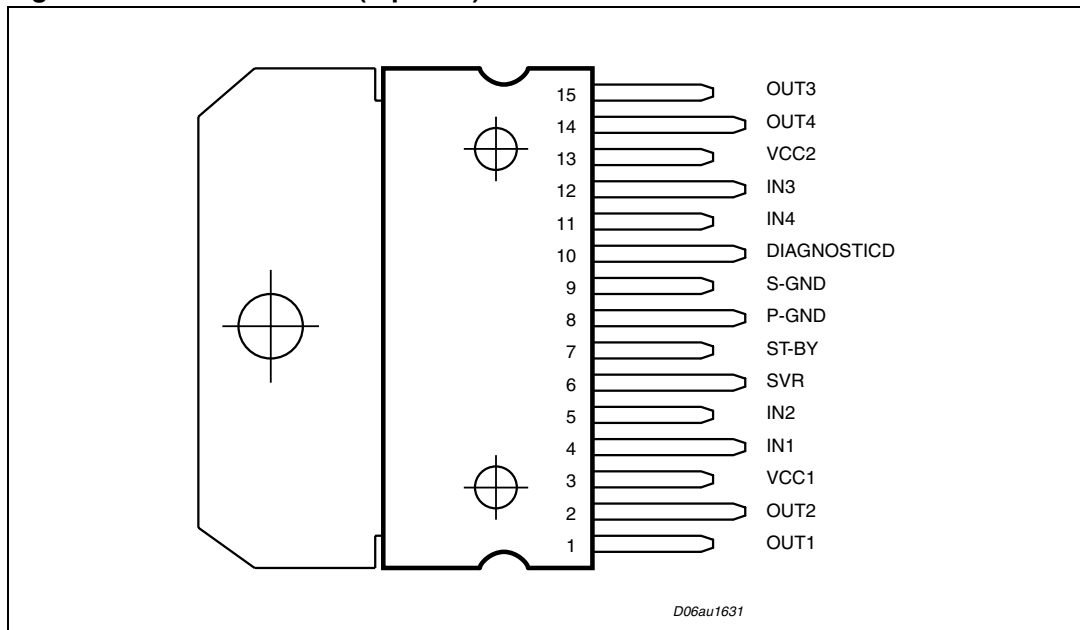 15 OUT3
14 OUT4
13 VCC2
12 IN3
11 IN4
10 DIAGNOSTICD
9 S-GND
8 P-GND
7 ST-BY
6 SVR
5 IN2
4 IN1
3 VCC1
2 OUT2
1 OUT1
D06au1631